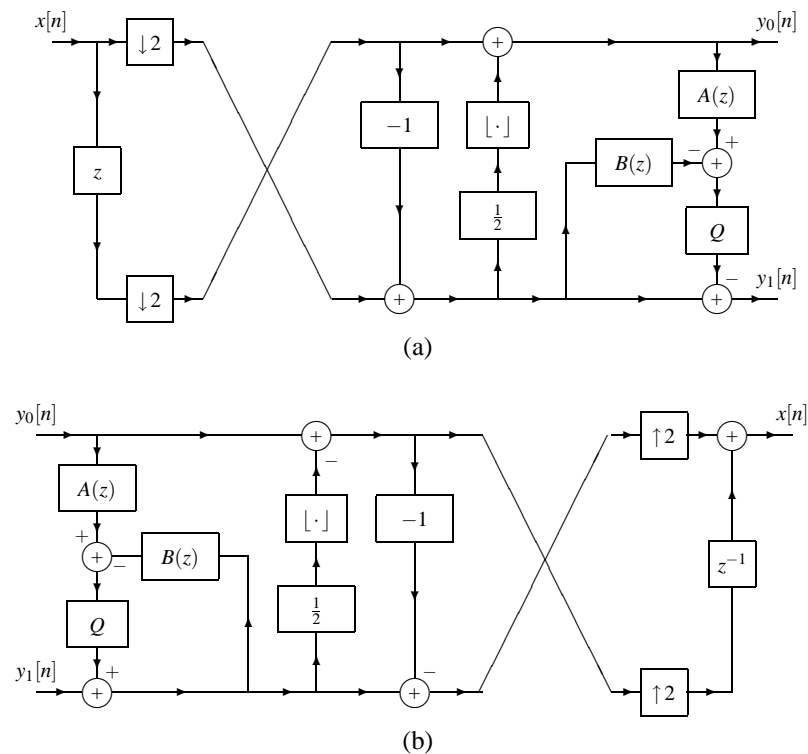 x[n]
↓2
y₀[n]
+
A(z)
−1
⌊·⌋
−
+
B(z)
+
z
½
Q
−
↓2
+
+
y₁[n]
(a)
y₀[n]
+
↑2
+
x[n]
−
A(z)
⌊·⌋
−1
+
+
−
B(z)
z⁻¹
Q
½
y₁[n]
+
+
−
+
↑2
(b)